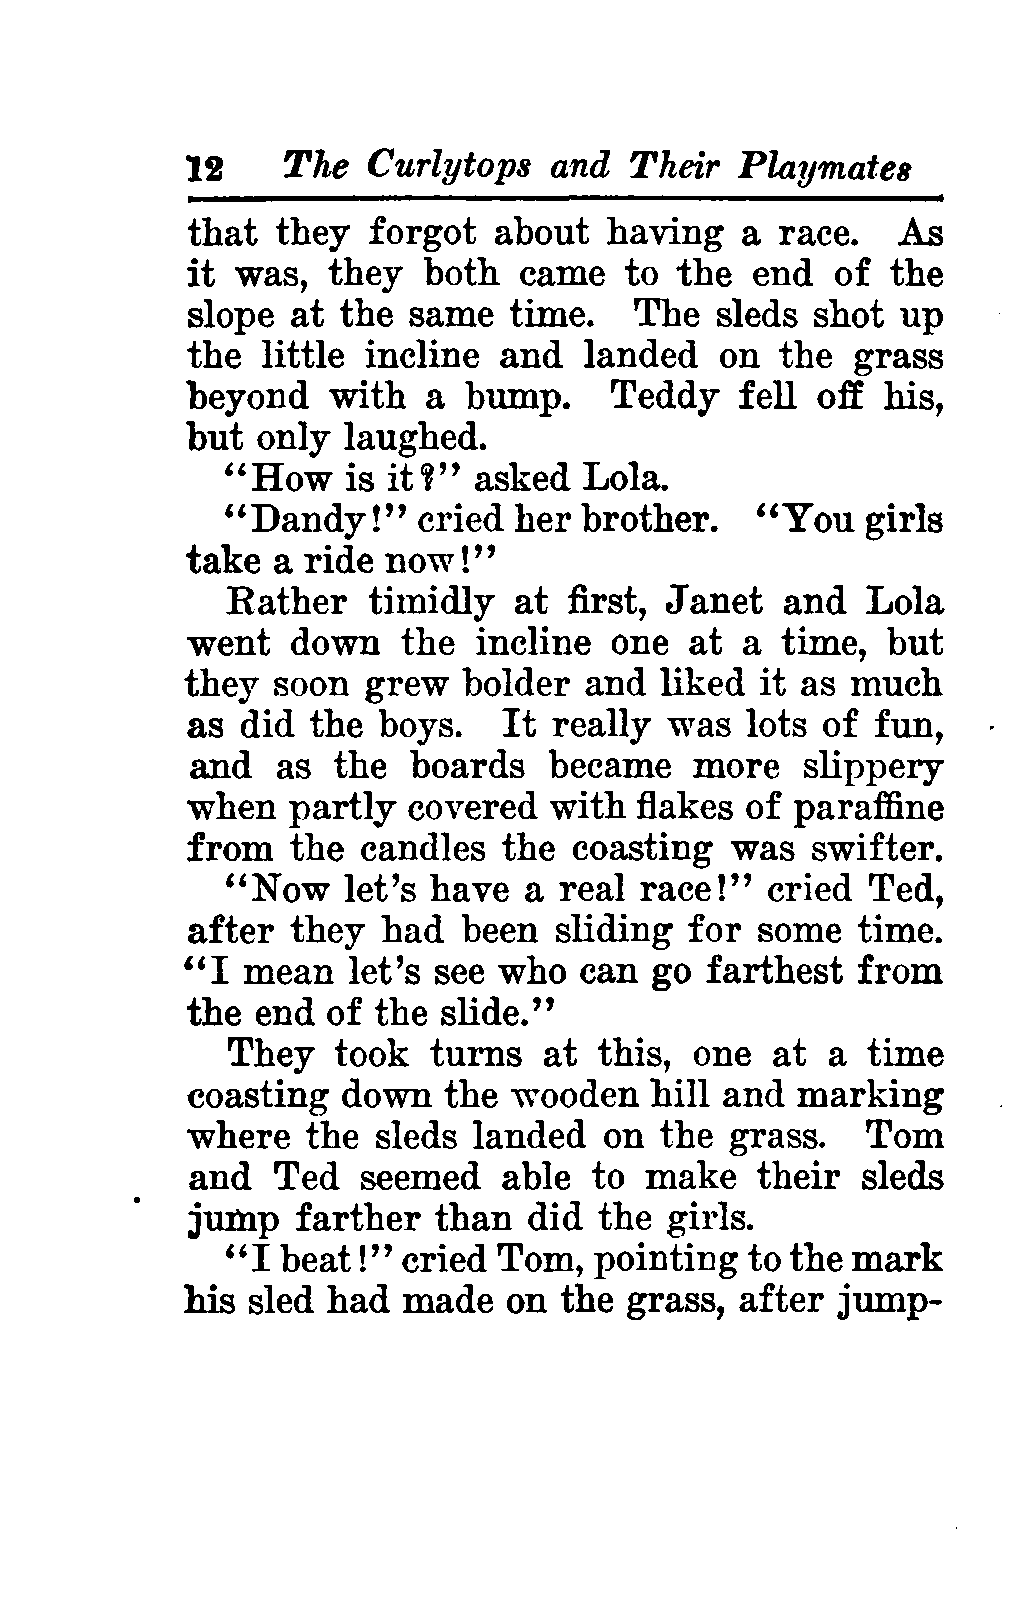 12 The Curlytops and Their Playmates
that they forgot about having a race. As
it was, they both came to the end of the
slope at the same time. The sleds shot up
the little incline and landed on the grass
beyond with a bump. Teddy fell off his,
but only laughed.
“How is it?” asked Lola.
“Dandy!” cried her brother. “You girls
take a ride now!”
Rather timidly at first, Janet and Lola
went down the incline one at a time, but
they soon grew bolder and liked it as much
as did the boys. It really was lots of fun,
and as the boards became more slippery
when partly covered with flakes of paraffine
from the candles the coasting was swifter.
“Now let’s have a real race!” cried Ted,
after they had been sliding for some time.
“I mean let’s see who can go farthest from
the end of the slide.”
They took turns at this, one at a time
coasting down the wooden hill and marking
where the sleds landed on the grass. Tom
and Ted seemed able to make their sleds
jump farther than did the girls.
“I beat!” cried Tom, pointing to the mark
his sled had made on the grass, after jump-